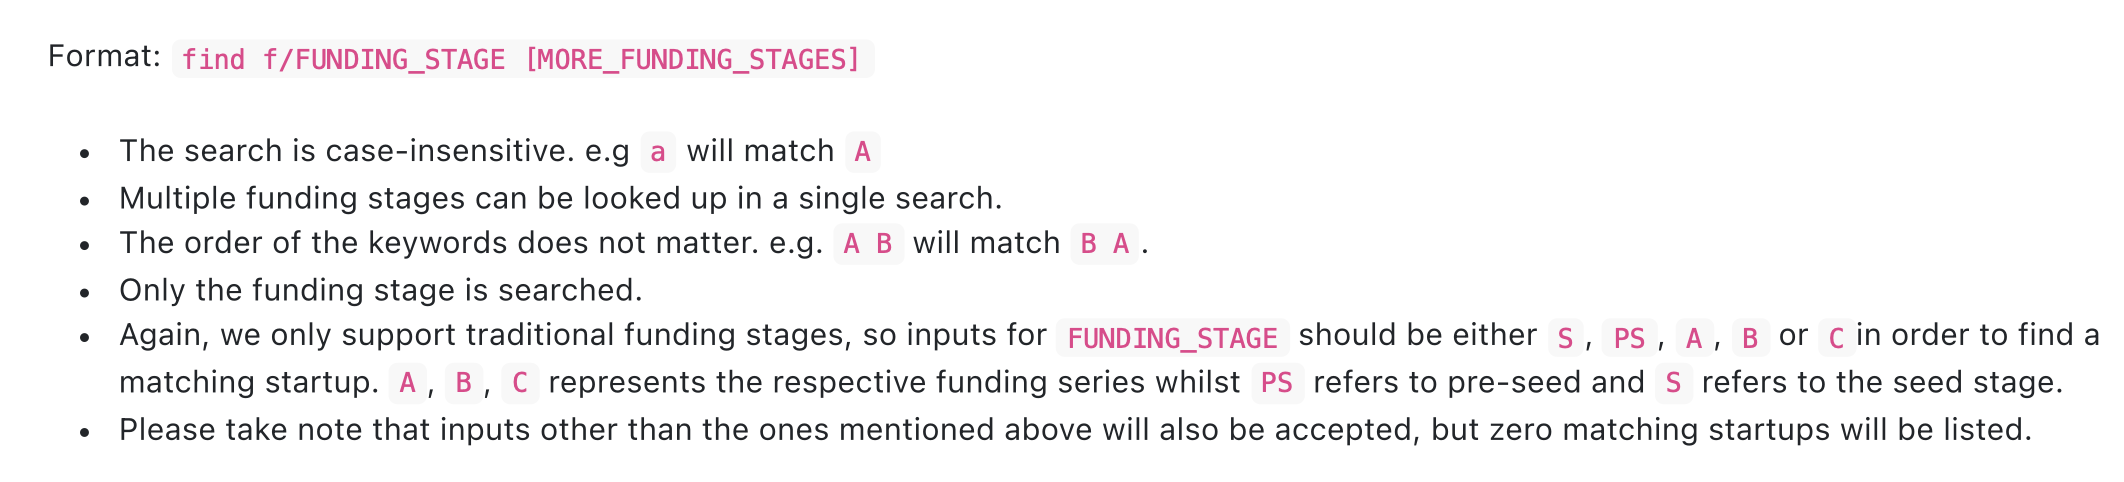 Format: find f/FUNDING_STAGE [MORE_FUNDING_STAGES]
• The search is case-insensitive. e.g a will match A
• Multiple funding stages can be looked up in a single search.
• The order of the keywords does not matter. e.g. A B will match B A.
• Only the funding stage is searched.
• Again, we only support traditional funding stages, so inputs for FUNDING_STAGE should be either S, PS, A, B or C in order to find a
matching startup. A, B, C represents the respective funding series whilst PS refers to pre-seed and S refers to the seed stage.
• Please take note that inputs other than the ones mentioned above will also be accepted, but zero matching startups will be listed.